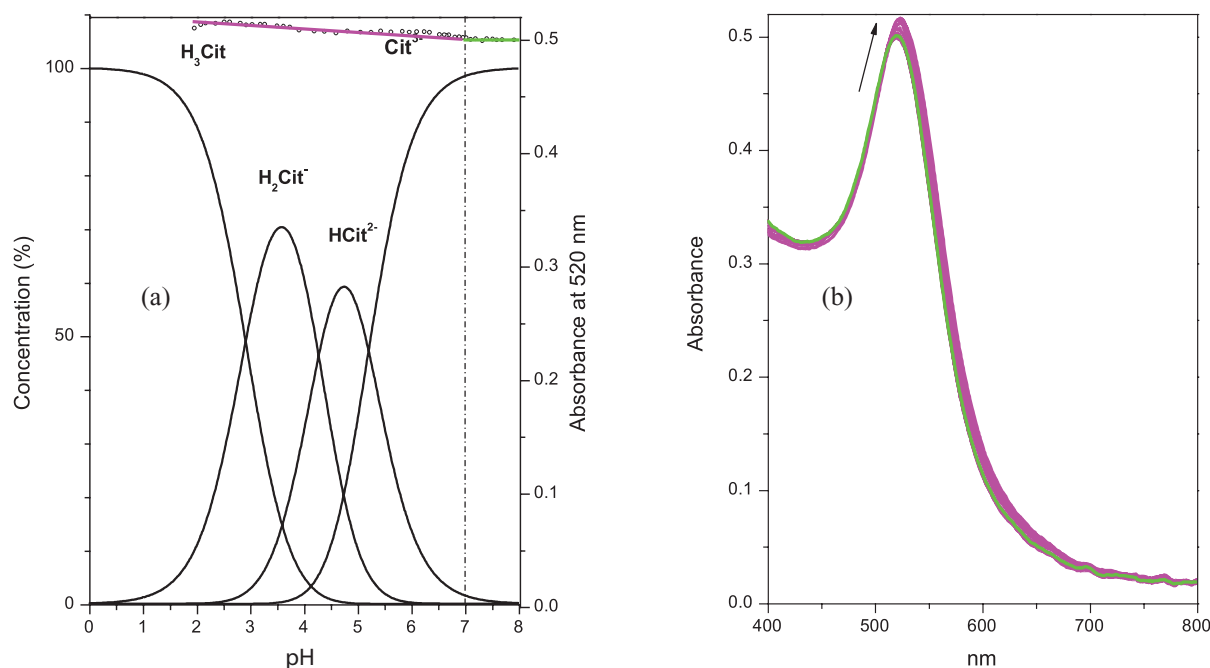 H₃Cit
Cit³⁻
H₂Cit⁻
HCit²⁻
(a)
Concentration (%)
100
50
0
0 1 2 3 4 5 6 7 8
pH
0.5
0.4
0.3
0.2
0.1
0.0
Absorbance at 520 nm
(b)
Absorbance
0.5
0.4
0.3
0.2
0.1
0.0
400 500 600 700 800
nm